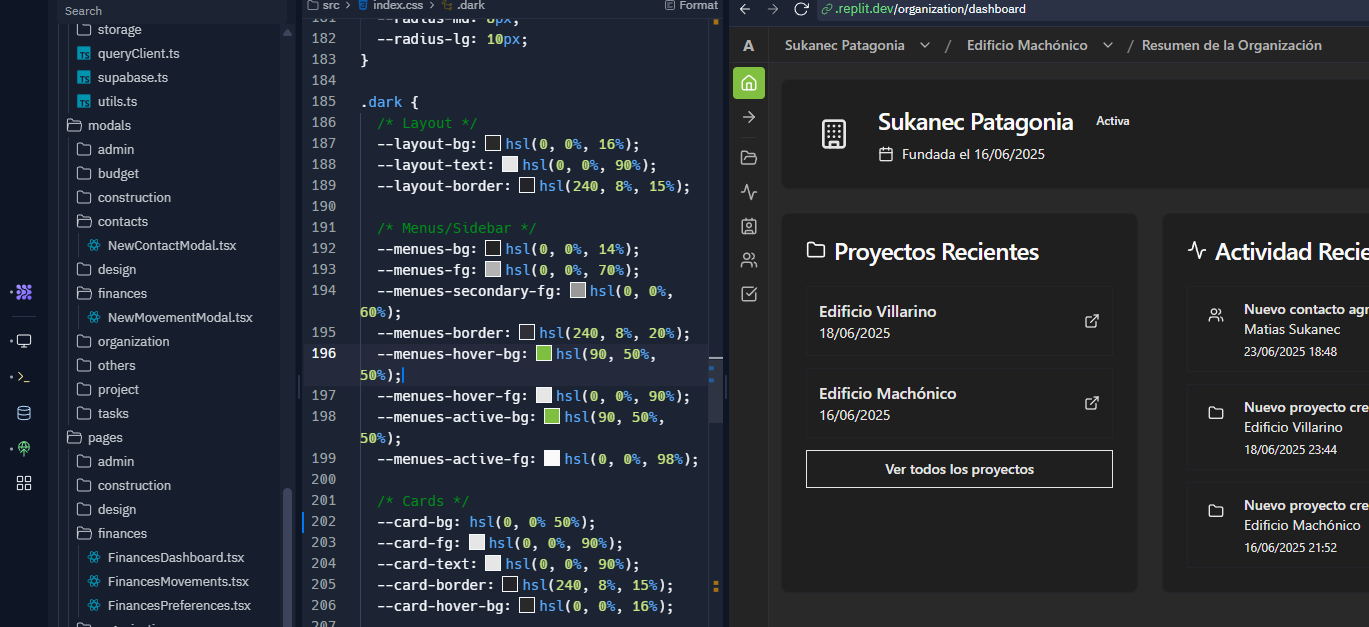 Search
storage
queryClient.ts
supabase.ts
utils.ts
modals
admin
budget
construction
contacts
NewContactModal.tsx
design
finances
NewMovementModal.tsx
organization
others
project
tasks
pages
admin
construction
design
finances
FinancesDashboard.tsx
FinancesMovements.tsx
FinancesPreferences.tsx
src > index.css > .dark
Format
181 --radius-md: 8px;
182 --radius-lg: 10px;
183 }
184
185 .dark {
186 /* Layout */
187 --layout-bg: hsl(0, 0%, 16%);
188 --layout-text: hsl(0, 0%, 90%);
189 --layout-border: hsl(240, 8%, 15%);
190
191 /* Menus/Sidebar */
192 --menues-bg: hsl(0, 0%, 14%);
193 --menues-fg: hsl(0, 0%, 70%);
194 --menues-secondary-fg: hsl(0, 0%,
60%);
195 --menues-border: hsl(240, 8%, 20%);
196 --menues-hover-bg: hsl(90, 50%,
50%);
197 --menues-hover-fg: hsl(0, 0%, 90%);
198 --menues-active-bg: hsl(90, 50%,
50%);
199 --menues-active-fg: hsl(0, 0%, 98%);
200
201 /* Cards */
202 --card-bg: hsl(0, 0% 50%);
203 --card-fg: hsl(0, 0%, 90%);
204 --card-text: hsl(0, 0%, 90%);
205 --card-border: hsl(240, 8%, 15%);
206 --card-hover-bg: hsl(0, 0%, 16%);
207
.replit.dev/organization/dashboard
A
Sukanec Patagonia / Edificio Machónico / Resumen de la Organización
Sukanec Patagonia Activa
Fundada el 16/06/2025
Proyectos Recientes
Edificio Villarino
18/06/2025
Edificio Machónico
16/06/2025
Ver todos los proyectos
Actividad Recie
Nuevo contacto agr
Matias Sukanec
23/06/2025 18:48
Nuevo proyecto cre
Edificio Villarino
18/06/2025 23:44
Nuevo proyecto cre
Edificio Machónico
16/06/2025 21:52